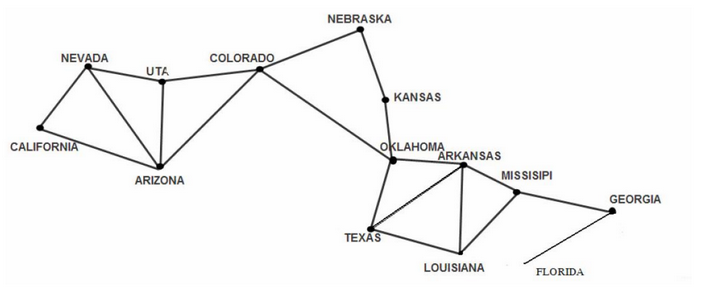 NEBRASKA
NEVADA
UTA
COLORADO
KANSAS
CALIFORNIA
OKLAHOMA
ARKANSAS
ARIZONA
MISSISIPI
GEORGIA
TEXAS
LOUISIANA
FLORIDA